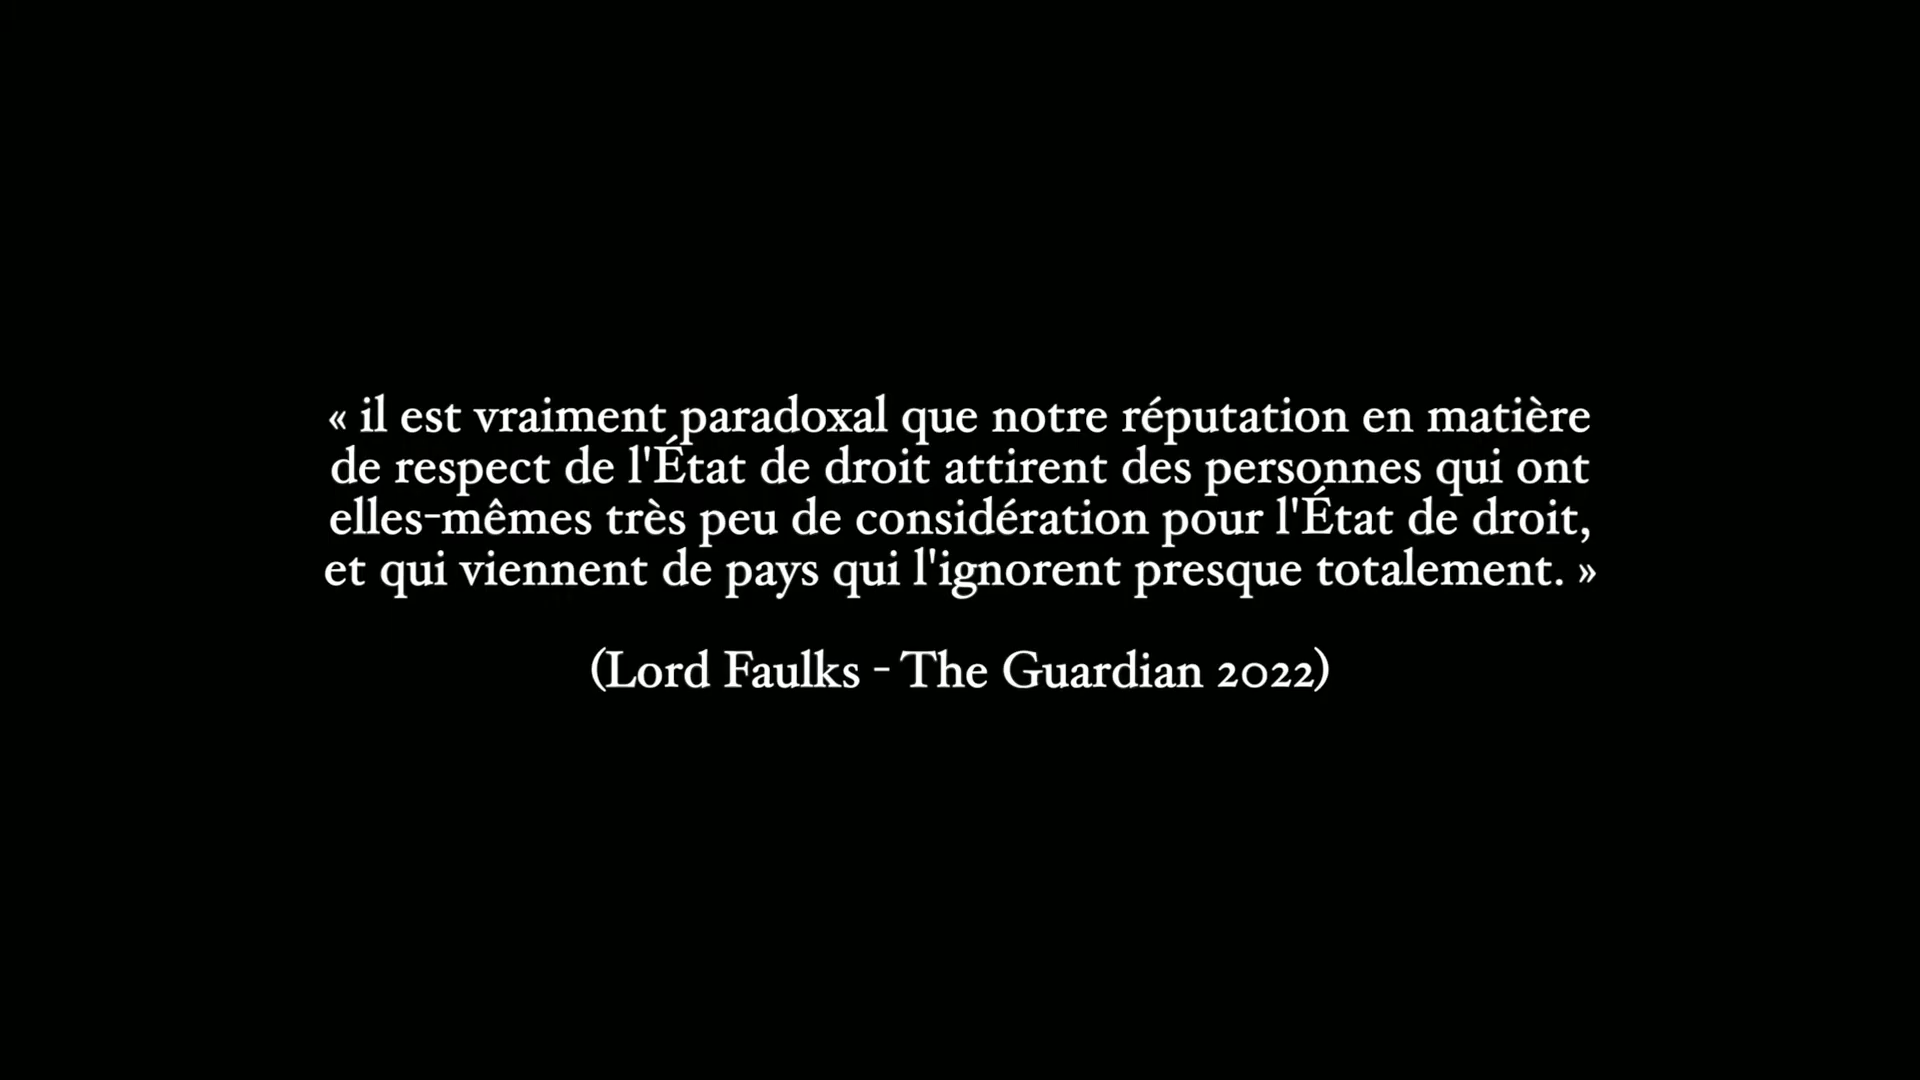 « il est vraiment paradoxal que notre réputation en matière
de respect de l'État de droit attirent des personnes qui ont
elles-mêmes très peu de considération pour l'État de droit,
et qui viennent de pays qui l'ignorent presque totalement. »
(Lord Faulks - The Guardian 2022)